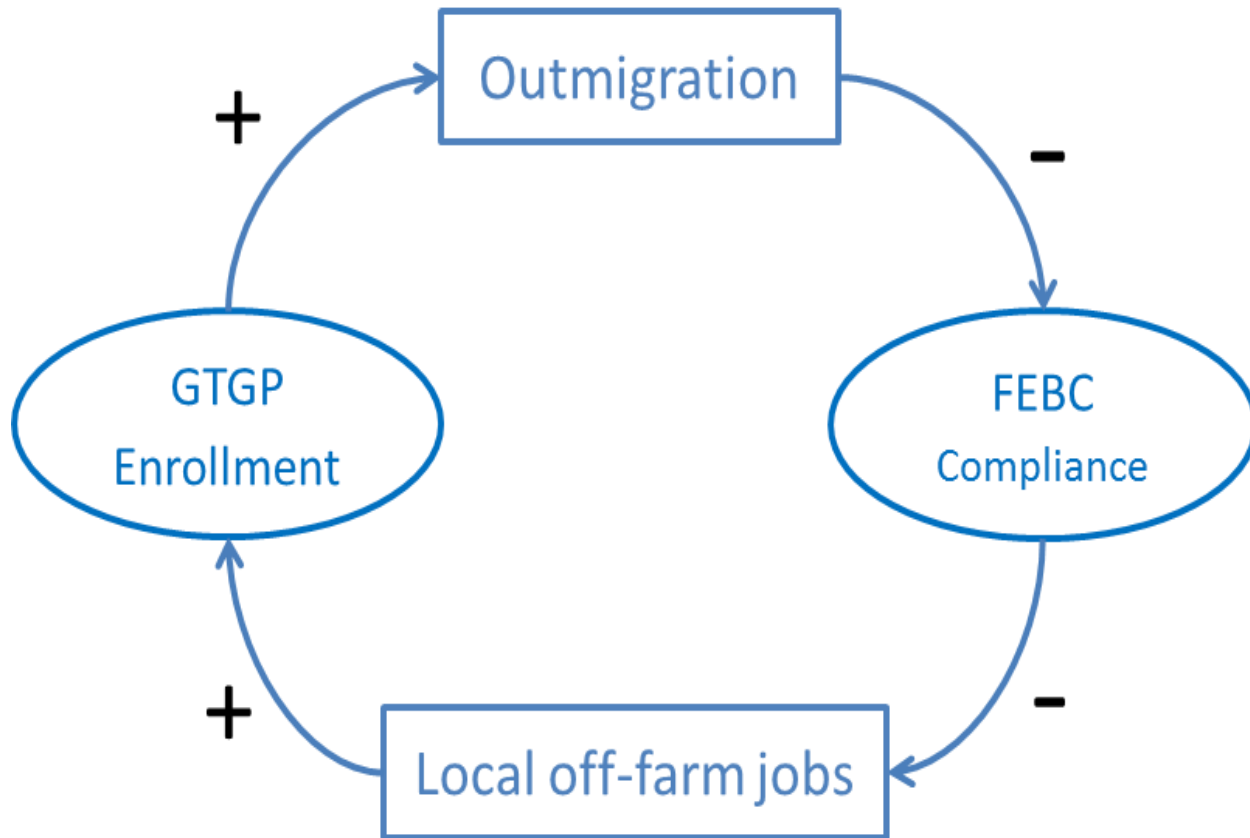 Outmigration
+
-
GTGP
Enrollment
FEBC
Compliance
+
-
Local off-farm jobs